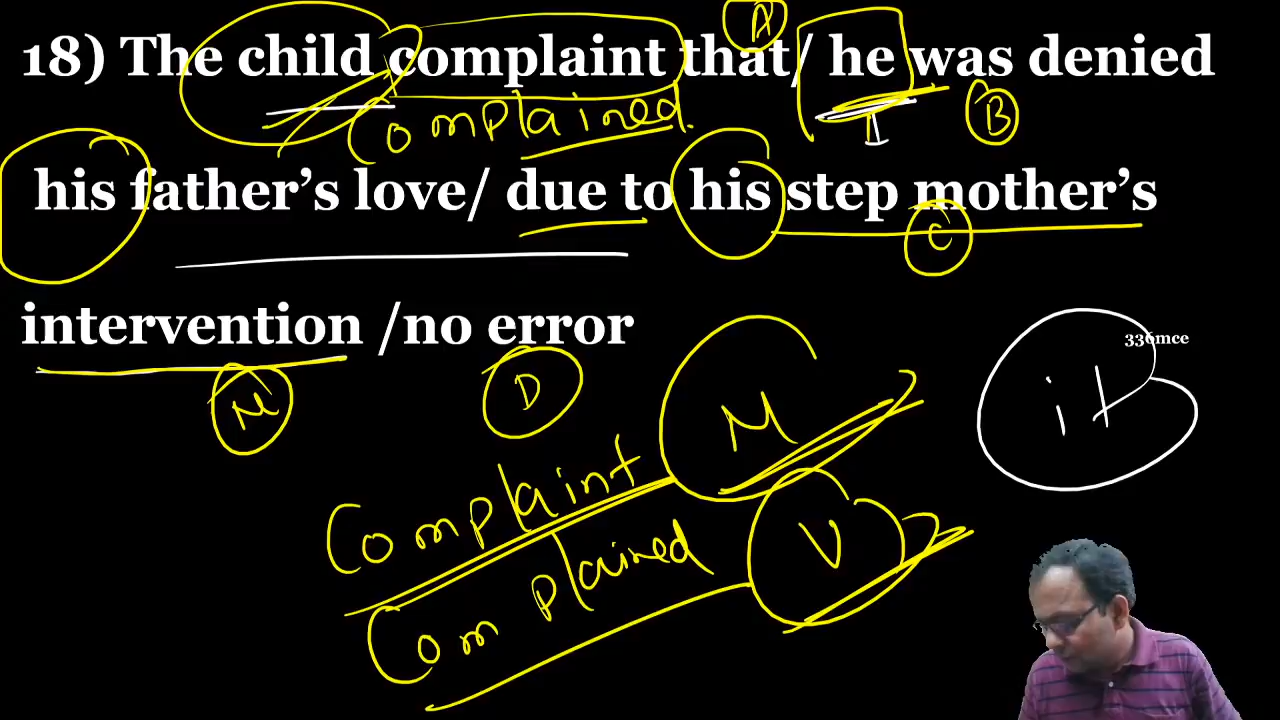 18) The child complaint that/ he was denied
his father's love/ due to his step mother's
intervention /no error
A
B
Complained.
I
C
N
D
336mce
it
N
Complaint
Complained
V